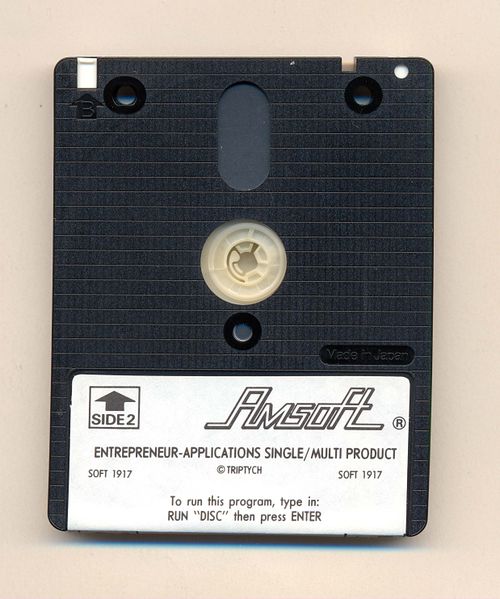 B
Made in Japan
SIDE 2
Amsoft ®
ENTREPRENEUR-APPLICATIONS SINGLE/MULTI PRODUCT
SOFT 1917 © TRIPTYCH SOFT 1917
To run this program, type in:
RUN "DISC" then press ENTER